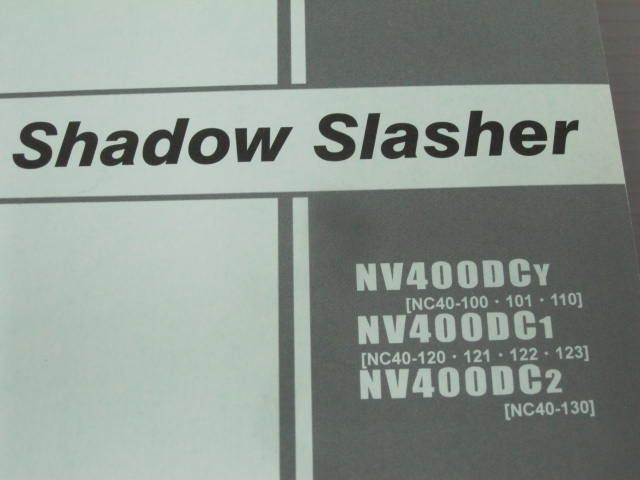 Shadow Slasher
NV400DCY
[NC40-100・101・110]
NV400DC1
[NC40-120・121・122・123]
NV400DC2
[NC40-130]